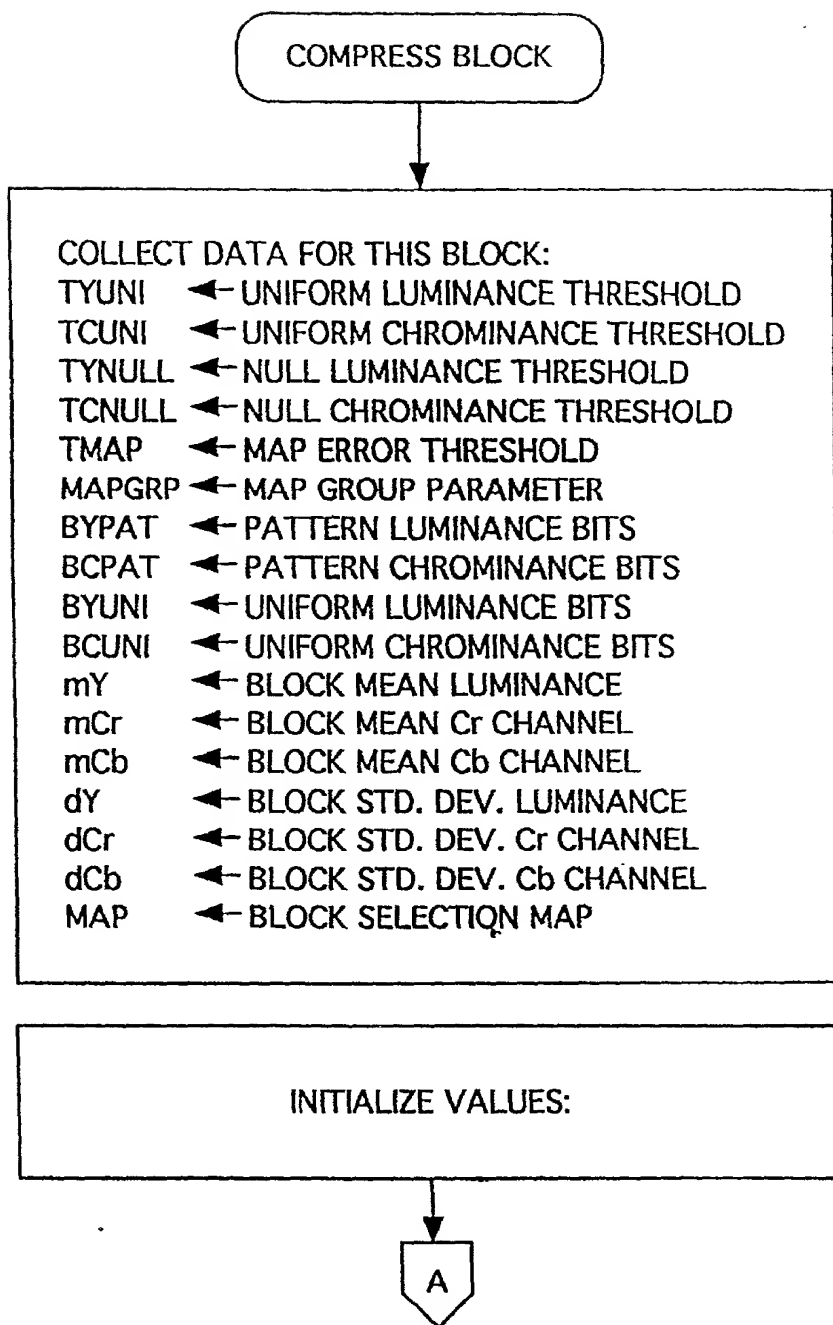 COMPRESS BLOCK
COLLECT DATA FOR THIS BLOCK:
TYUNI ← UNIFORM LUMINANCE THRESHOLD
TCUNI ← UNIFORM CHROMINANCE THRESHOLD
TYNULL ← NULL LUMINANCE THRESHOLD
TCNULL ← NULL CHROMINANCE THRESHOLD
TMAP ← MAP ERROR THRESHOLD
MAPGRP ← MAP GROUP PARAMETER
BYPAT ← PATTERN LUMINANCE BITS
BCPAT ← PATTERN CHROMINANCE BITS
BYUNI ← UNIFORM LUMINANCE BITS
BCUNI ← UNIFORM CHROMINANCE BITS
mY ← BLOCK MEAN LUMINANCE
mCr ← BLOCK MEAN Cr CHANNEL
mCb ← BLOCK MEAN Cb CHANNEL
dY ← BLOCK STD. DEV. LUMINANCE
dCr ← BLOCK STD. DEV. Cr CHANNEL
dCb ← BLOCK STD. DEV. Cb CHANNEL
MAP ← BLOCK SELECTION MAP
INITIALIZE VALUES:
A